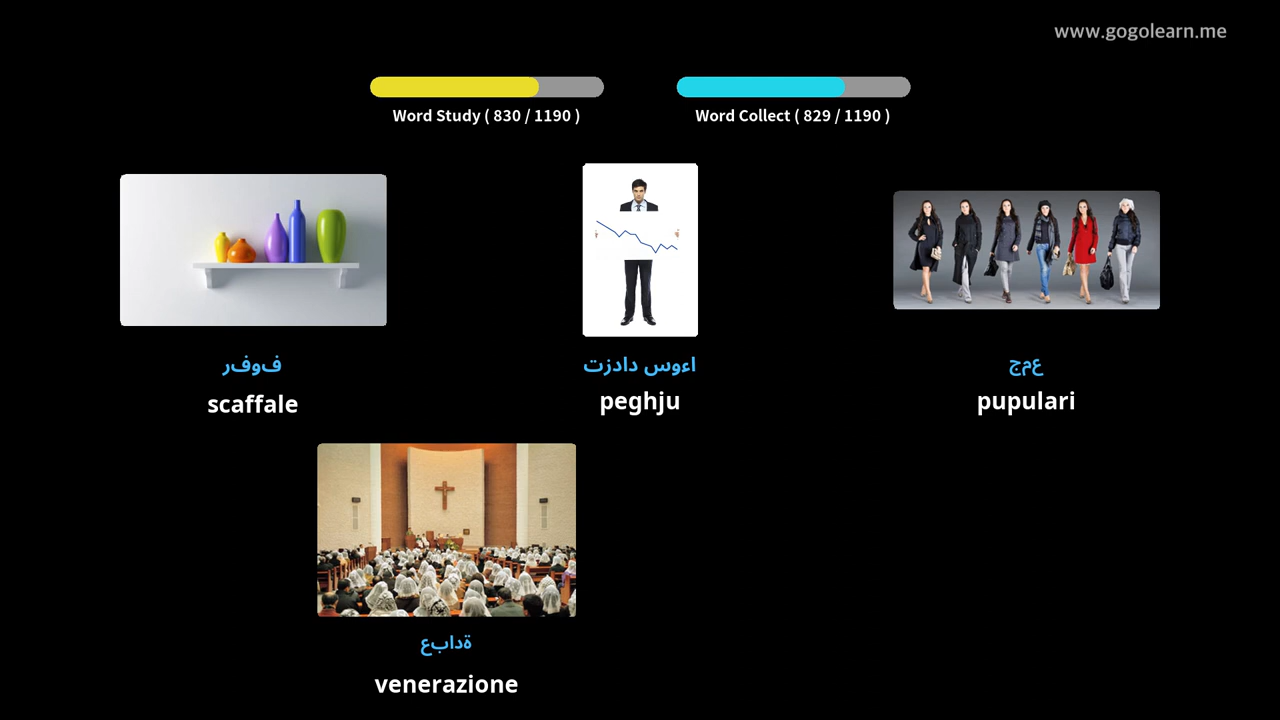 www.gogolearn.me
Word Study ( 830 / 1190 )
Word Collect ( 829 / 1190 )
فوفر
scaffale
اءوس دادزت
peghju
عمج
pupulari
ةدابع
venerazione